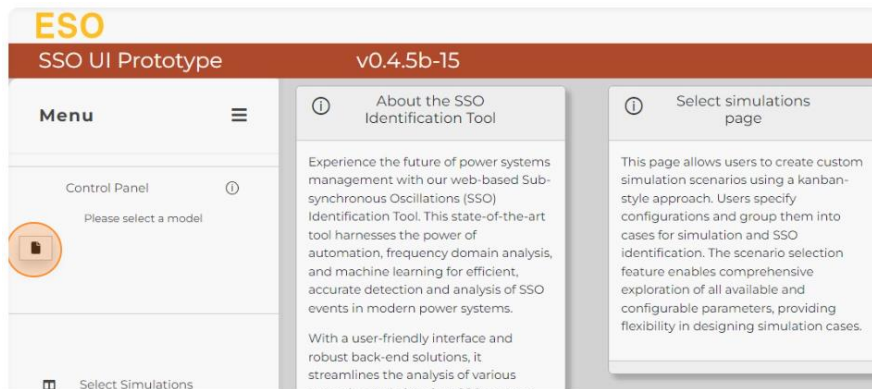 ESO
SSO UI Prototype
v0.4.5b-15
Menu
Control Panel
Please select a model
Select Simulations
About the SSO
Identification Tool
Experience the future of power systems
management with our web-based Sub-
synchronous Oscillations (SSO)
Identification Tool. This state-of-the-art
tool harnesses the power of
automation, frequency domain analysis,
and machine learning for efficient,
accurate detection and analysis of SSO
events in modern power systems.
With a user-friendly interface and
robust back-end solutions, it
streamlines the analysis of various
Select simulations
page
This page allows users to create custom
simulation scenarios using a kanban-
style approach. Users specify
configurations and group them into
cases for simulation and SSO
identification. The scenario selection
feature enables comprehensive
exploration of all available and
configurable parameters, providing
flexibility in designing simulation cases.